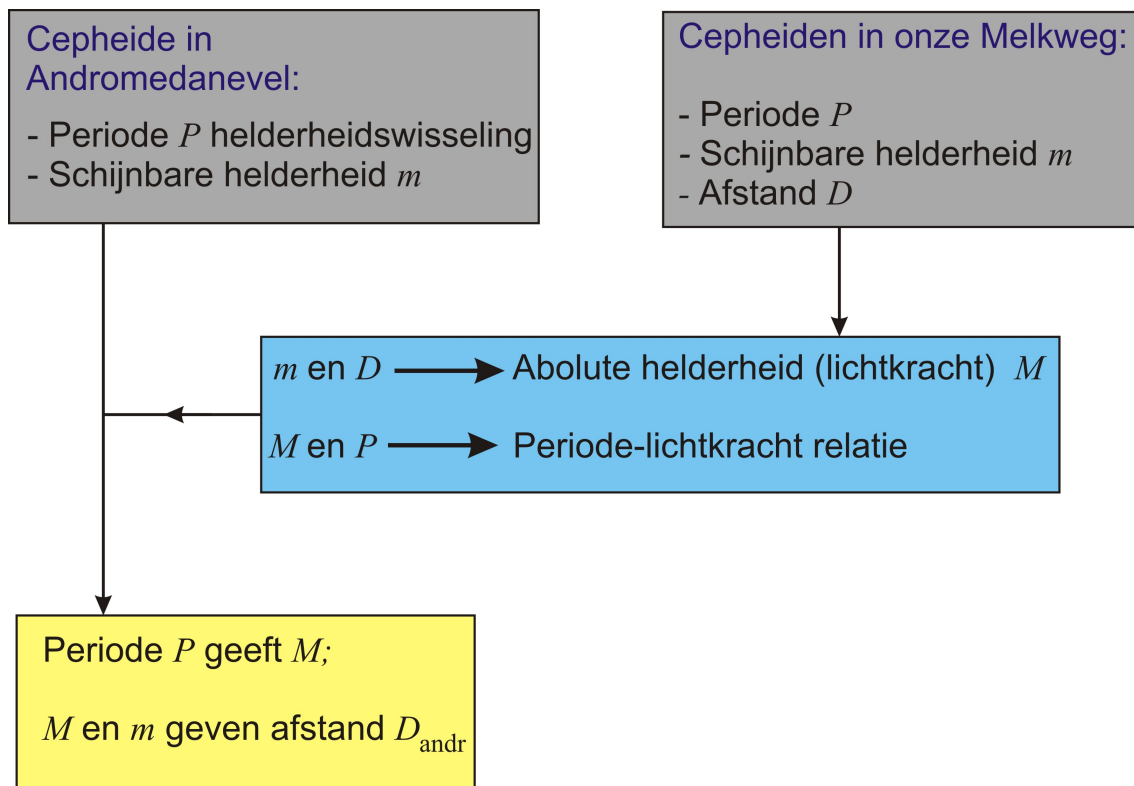 Cepheide in
Andromedanevel:
- Periode P helderheidswisseling
- Schijnbare helderheid m
Cepheiden in onze Melkweg:
- Periode P
- Schijnbare helderheid m
- Afstand D
m en D → Abolute helderheid (lichtkracht) M
M en P → Periode-lichtkracht relatie
Periode P geeft M;
M en m geven afstand D_andr